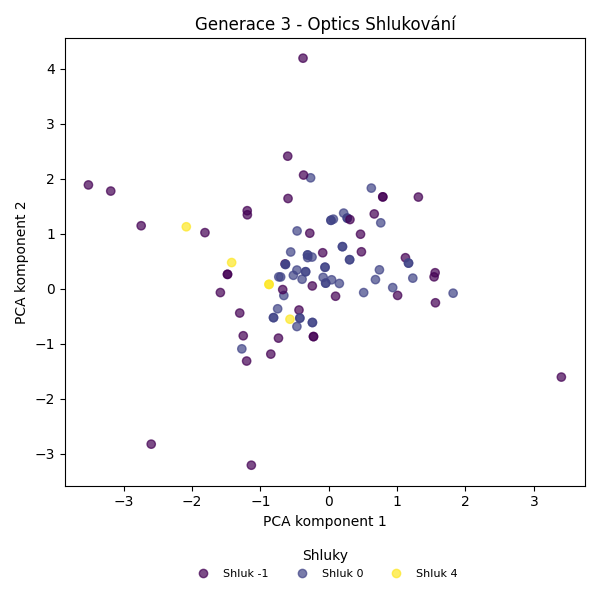 Generace 3 - Optics Shlukování
PCA komponent 2
4
3
2
1
0
−1
−2
−3
−3 −2 −1 0 1 2 3
PCA komponent 1
Shluky
Shluk -1 Shluk 0 Shluk 4